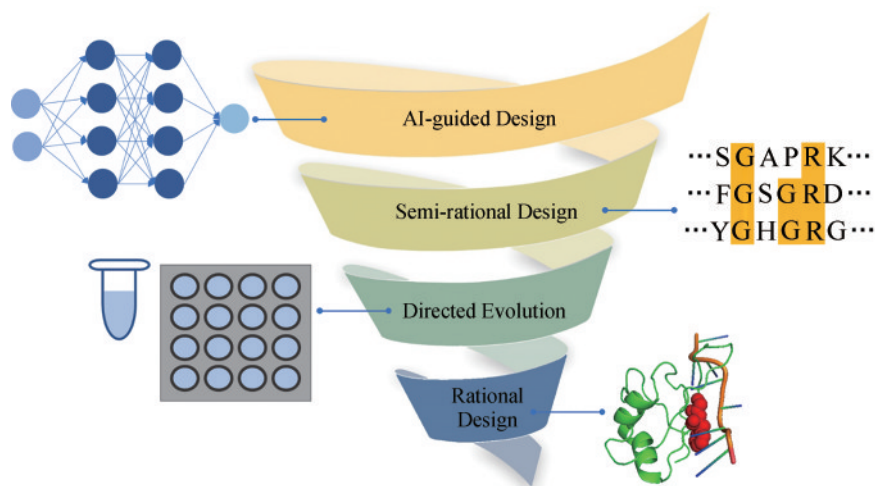 AI-guided Design
···SGAPRK···
Semi-rational Design
···FGSGRD···
···YGHGRG···
Directed Evolution
Rational
Design